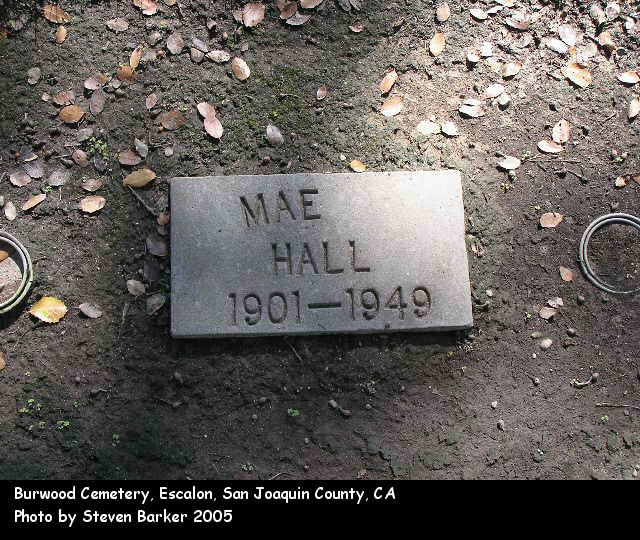 MAE
HALL
1901—1949
Burwood Cemetery, Escalon, San Joaquin County, CA
Photo by Steven Barker 2005